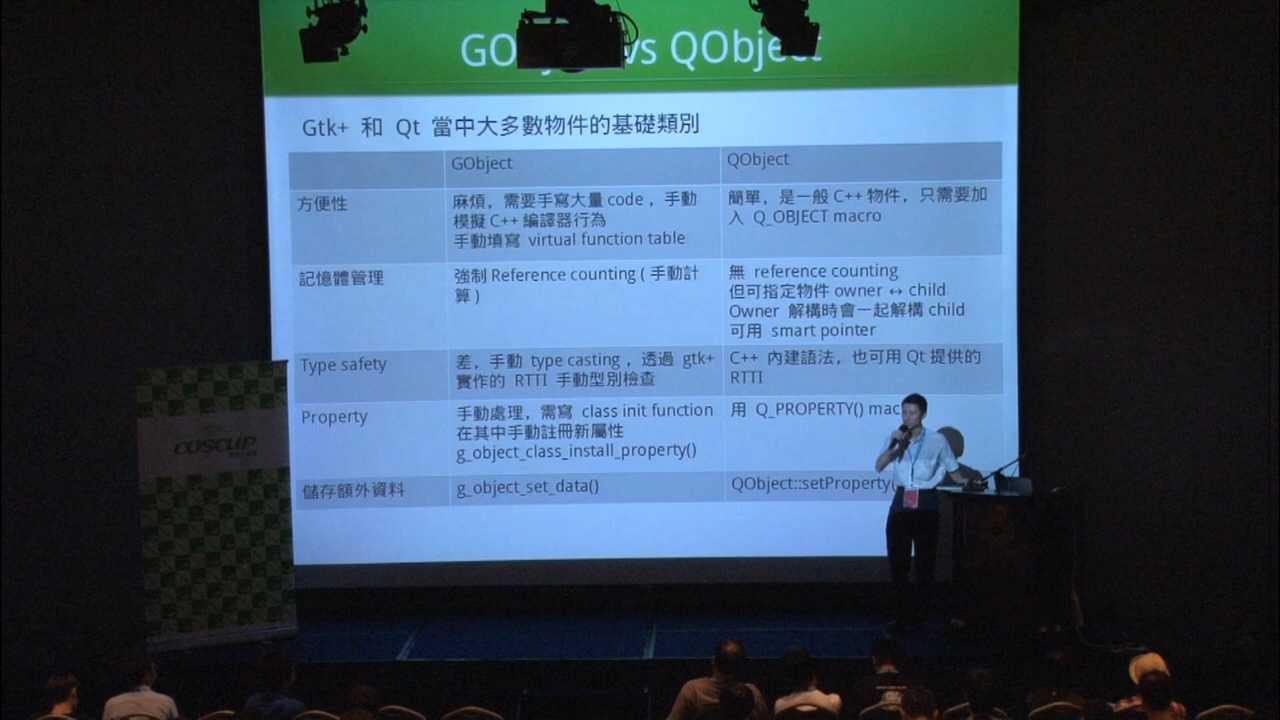 vs QObject
Gtk+ 和 Qt 當中大多數物件的基礎類別
GObject
QObject
方便性
麻煩，需要手寫大量 code ，手動
模擬 C++ 編譯器行為
手動填寫 virtual function table
簡單，是一般 C++ 物件，只需要加
入 Q_OBJECT macro
記憶體管理
強制 Reference counting ( 手動計
算 )
無 reference counting
但可指定物件 owner ↔ child
Owner 解構時會一起解構 child
可用 smart pointer
Type safety
差，手動 type casting ，透過 gtk+
實作的 RTTI 手動型別檢查
C++ 內建語法，也可用 Qt 提供的
RTTI
Property
手動處理，需寫 class init function
在其中手動註冊新屬性
g_object_class_install_property()
用 Q_PROPERTY() mac
儲存額外資料
g_object_set_data()
QObject::setProperty(
COSCUP